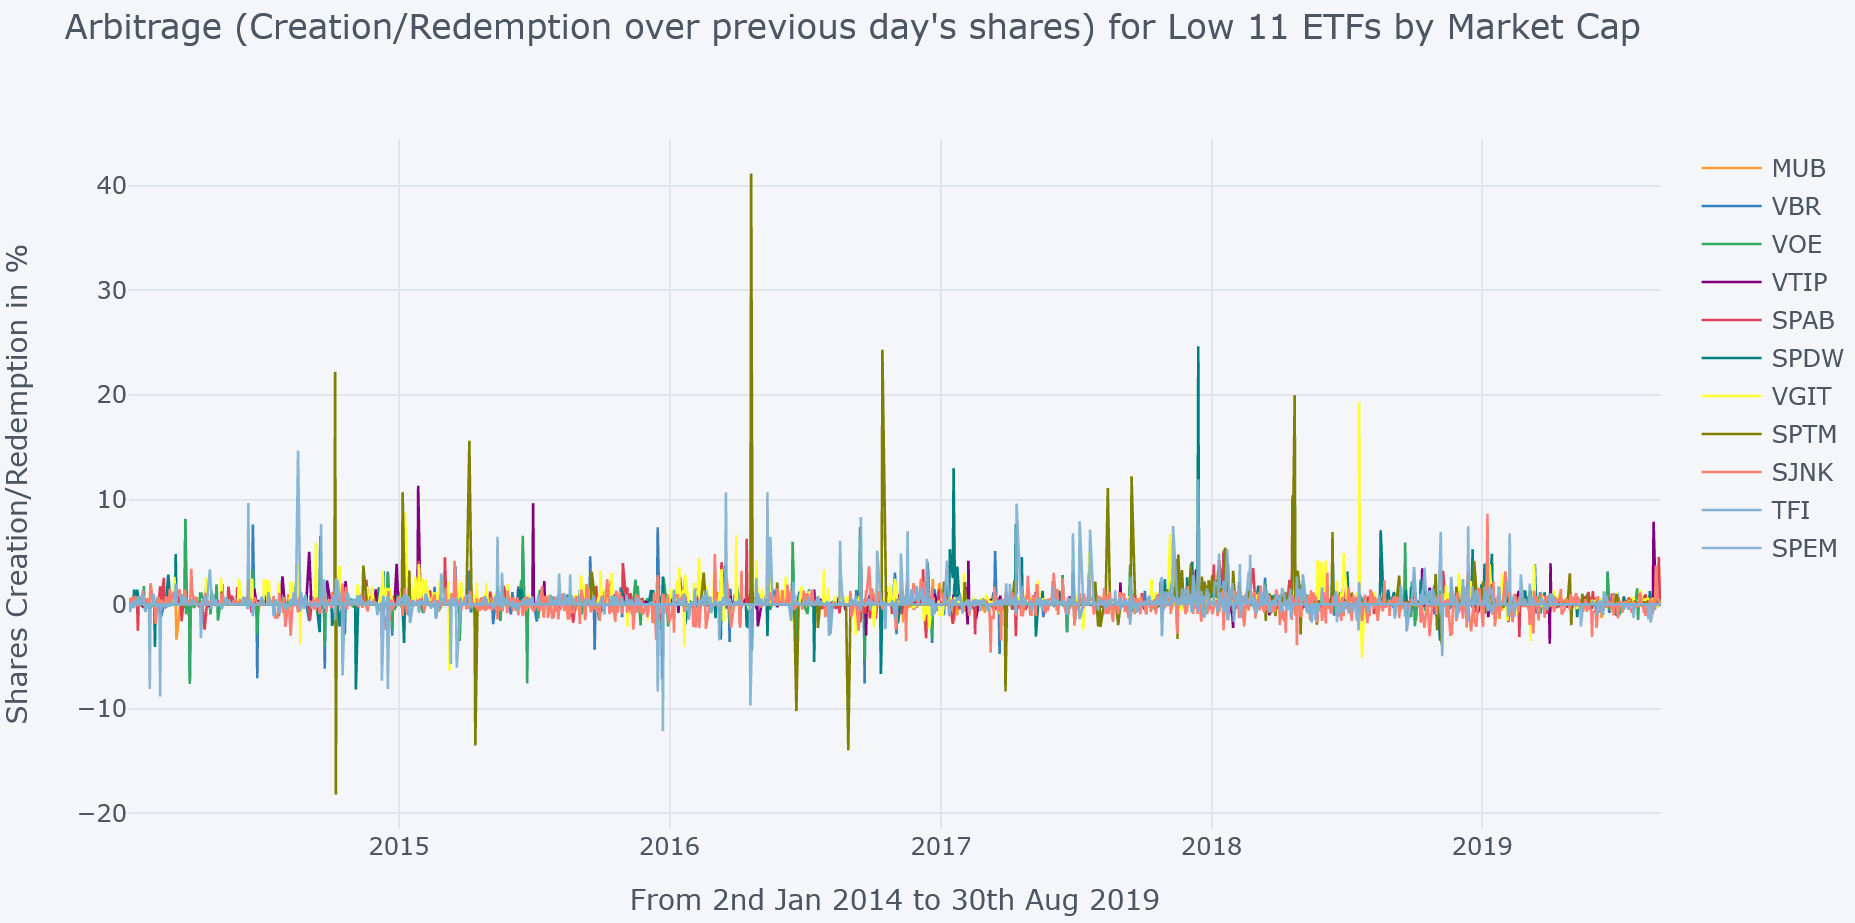 Arbitrage (Creation/Redemption over previous day's shares) for Low 11 ETFs by Market Cap
Shares Creation/Redemption in %
40
30
20
10
0
−10
−20
2015
2016
2017
2018
2019
From 2nd Jan 2014 to 30th Aug 2019
MUB
VBR
VOE
VTIP
SPAB
SPDW
VGIT
SPTM
SJNK
TFI
SPEM